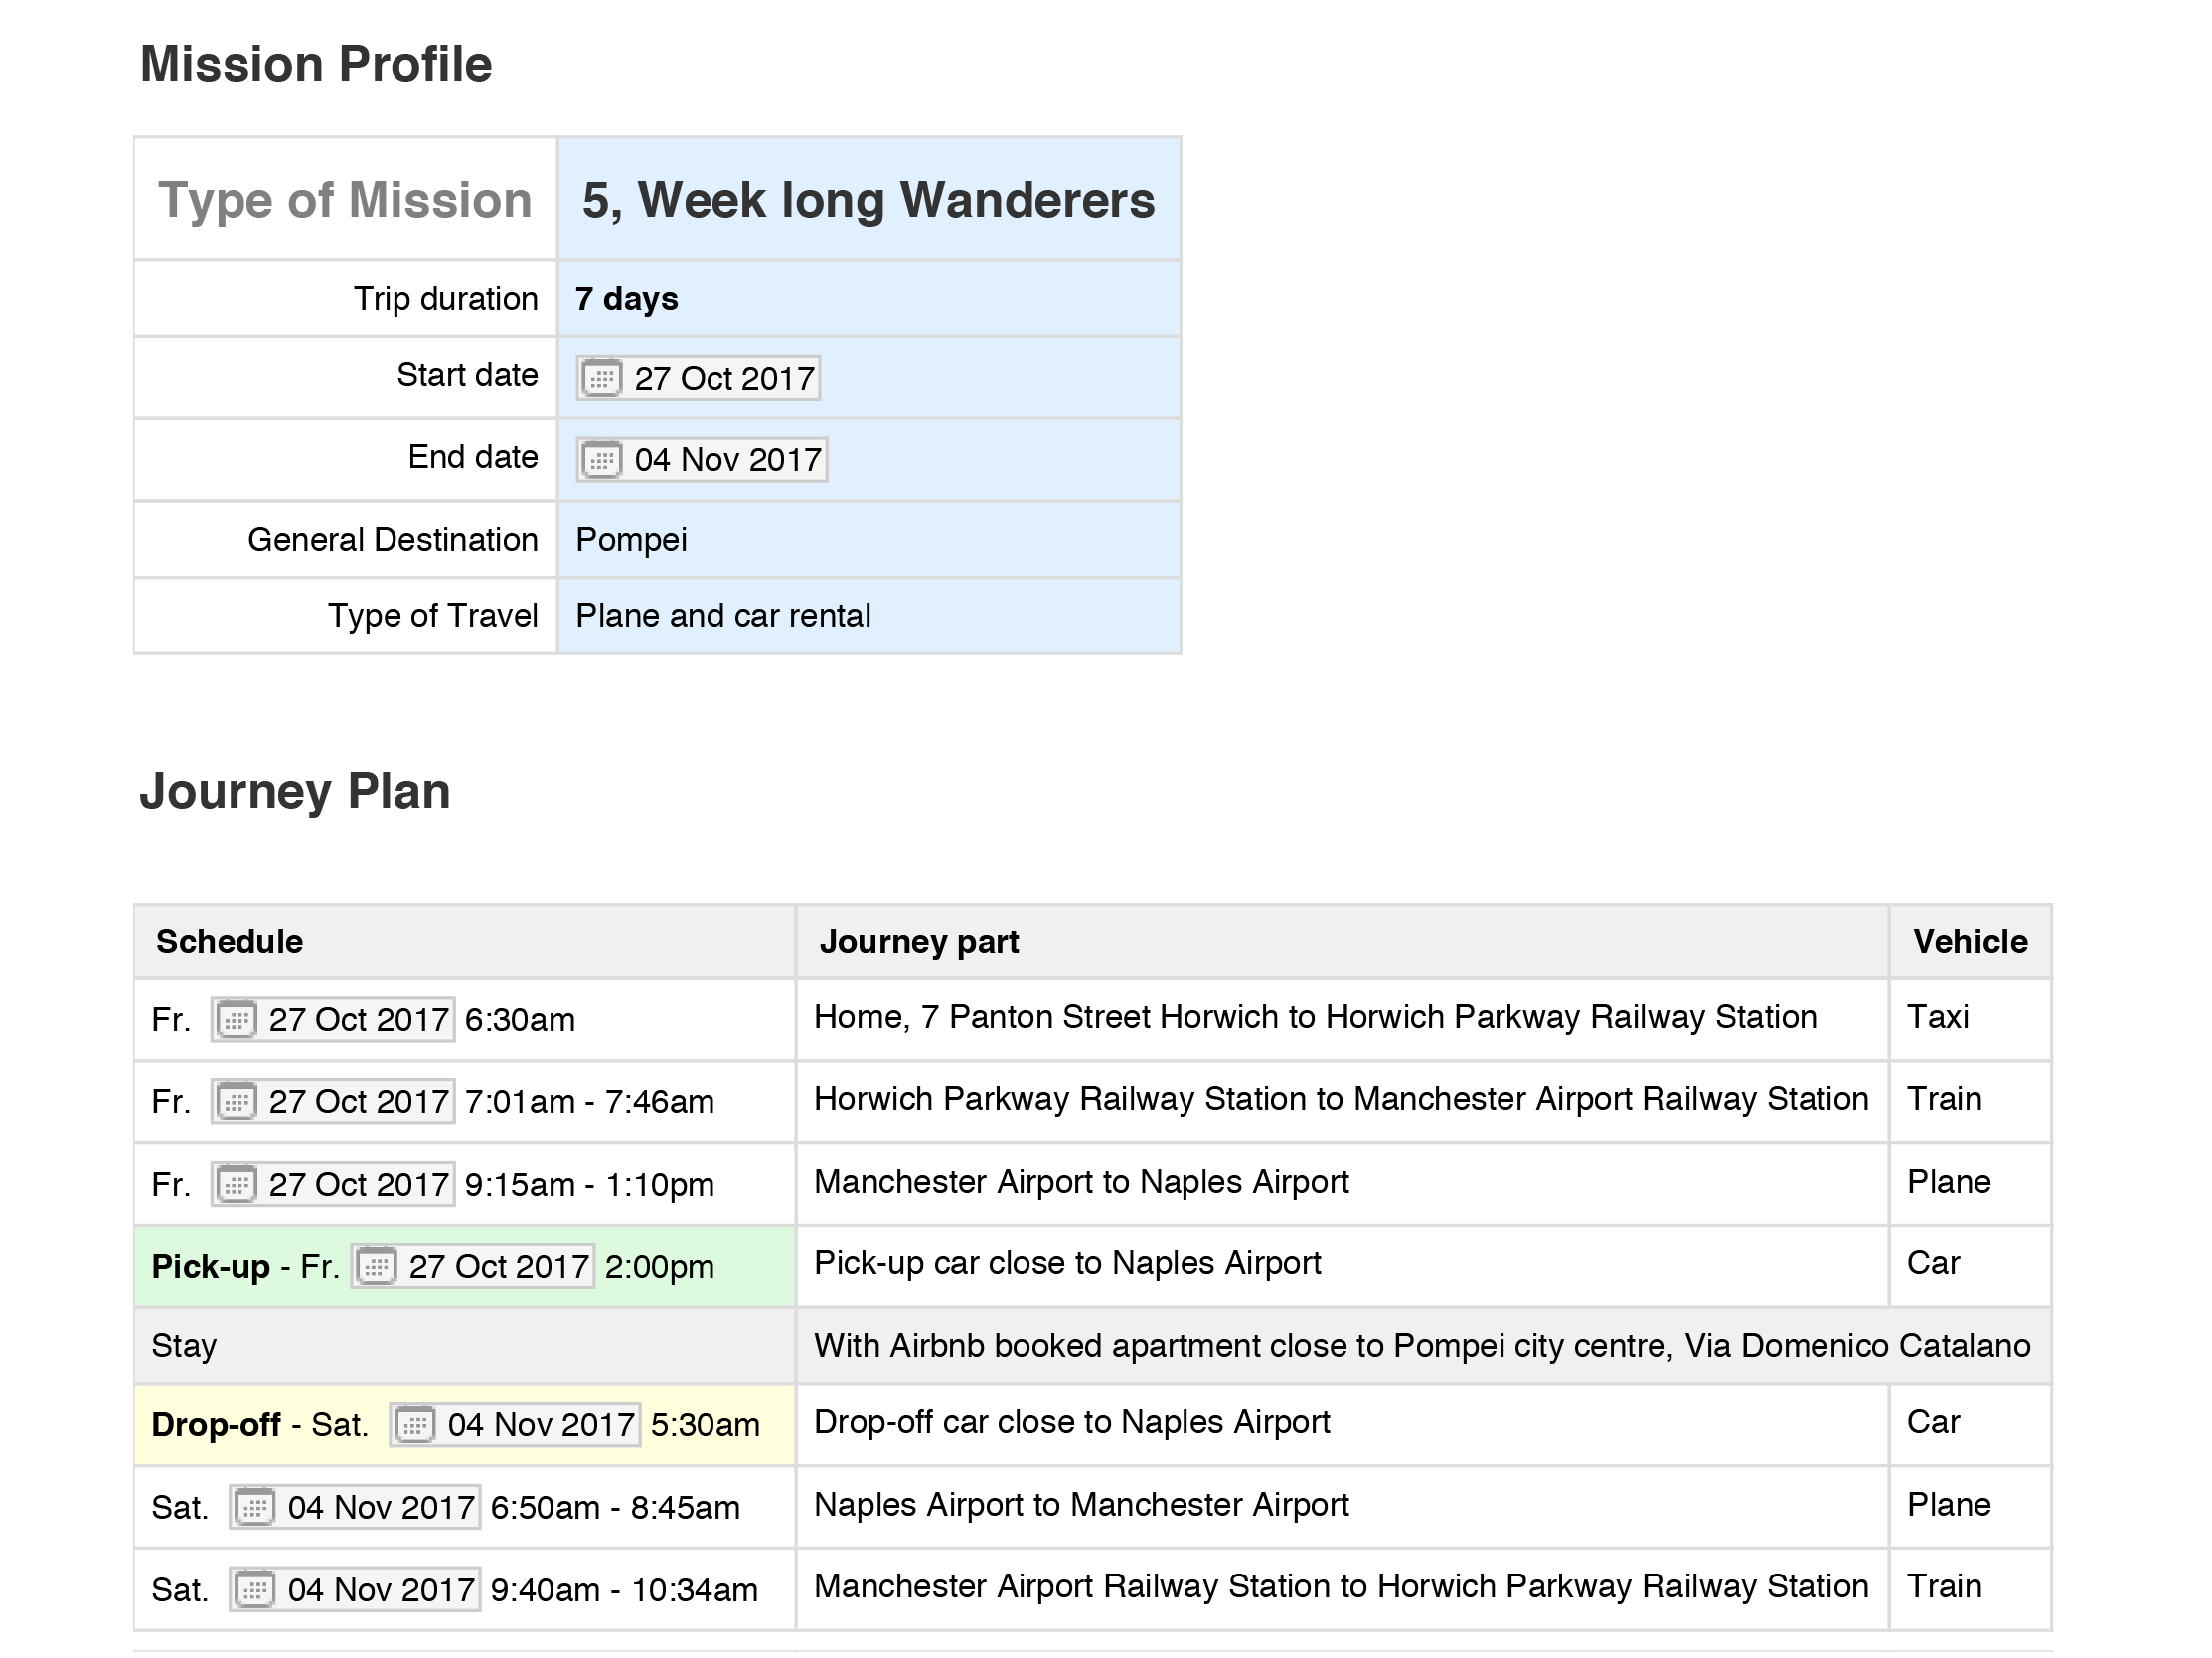 Mission Profile
Type of Mission 5, Week long Wanderers
Trip duration 7 days
Start date 27 Oct 2017
End date 04 Nov 2017
General Destination Pompei
Type of Travel Plane and car rental
Journey Plan
Schedule Journey part Vehicle
Fr. 27 Oct 2017 6:30am Home, 7 Panton Street Horwich to Horwich Parkway Railway Station Taxi
Fr. 27 Oct 2017 7:01am - 7:46am Horwich Parkway Railway Station to Manchester Airport Railway Station Train
Fr. 27 Oct 2017 9:15am - 1:10pm Manchester Airport to Naples Airport Plane
Pick-up - Fr. 27 Oct 2017 2:00pm Pick-up car close to Naples Airport Car
Stay With Airbnb booked apartment close to Pompei city centre, Via Domenico Catalano
Drop-off - Sat. 04 Nov 2017 5:30am Drop-off car close to Naples Airport Car
Sat. 04 Nov 2017 6:50am - 8:45am Naples Airport to Manchester Airport Plane
Sat. 04 Nov 2017 9:40am - 10:34am Manchester Airport Railway Station to Horwich Parkway Railway Station Train